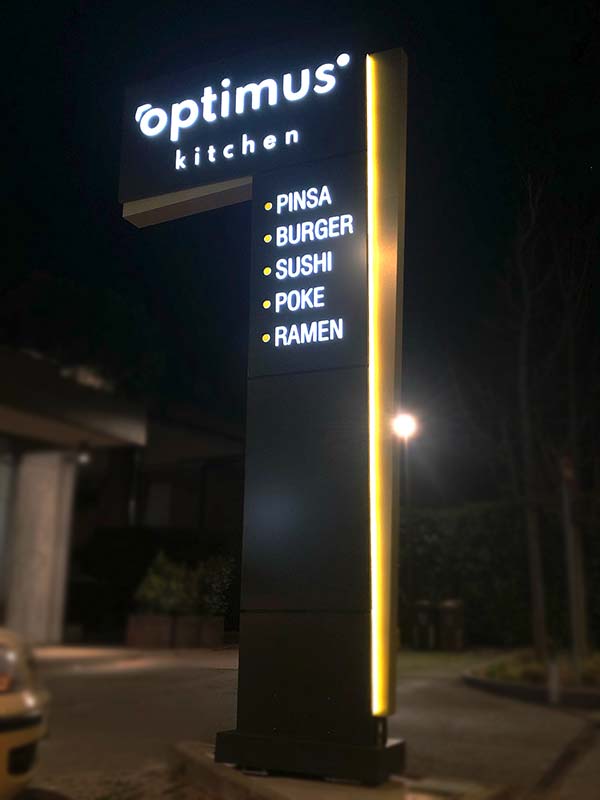 optimus
kitchen
• PINSA
• BURGER
• SUSHI
• POKE
• RAMEN